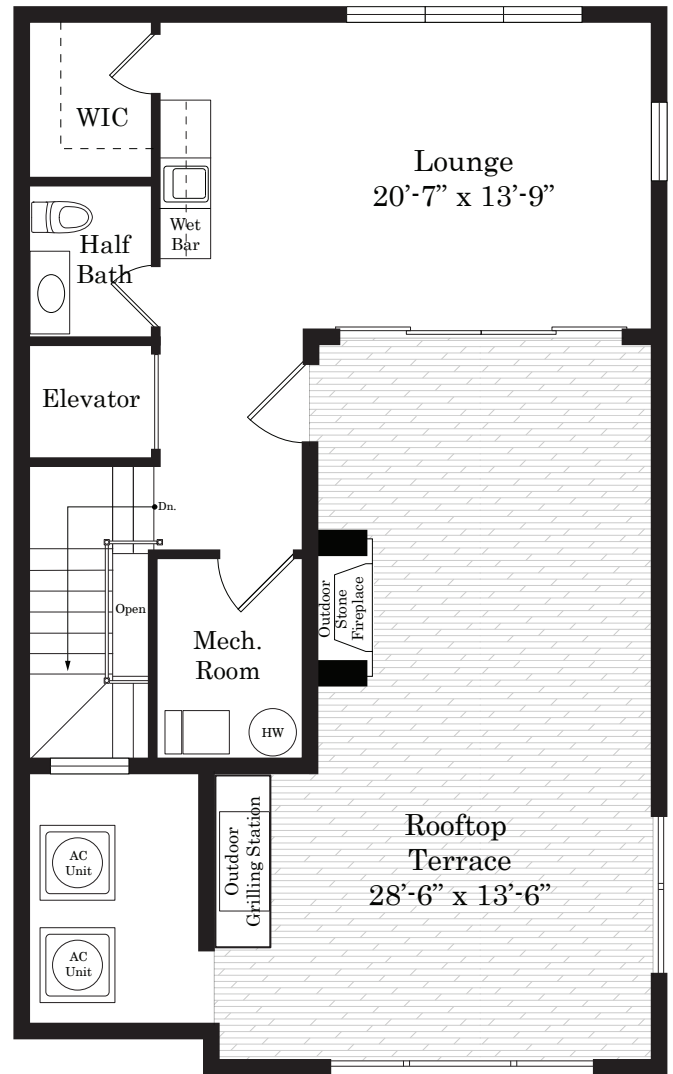 WIC
Lounge
20’-7” x 13’-9”
Wet
Bar
Half
Bath
Elevator
Dn.
Open
Outdoor
Stone
Fireplace
Mech.
Room
HW
Rooftop
Terrace
28’-6” x 13’-6”
Outdoor
Grilling Station
AC
Unit
AC
Unit